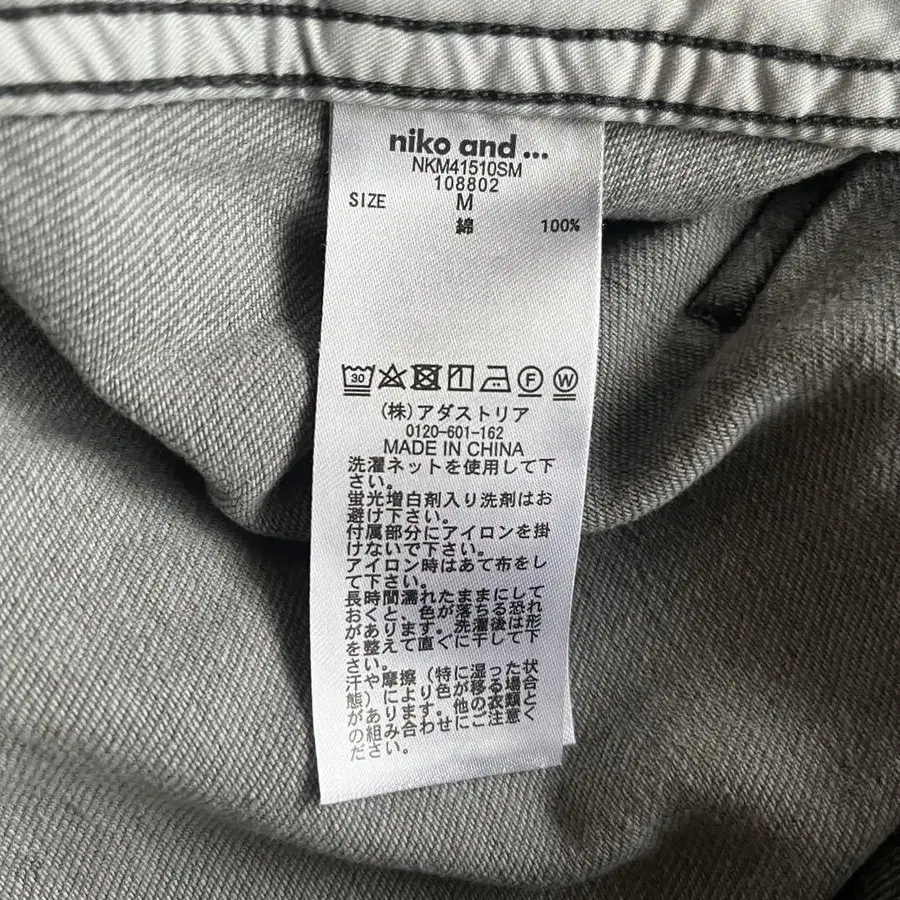 niko and ...
NKM41510SM
108802
SIZE M
綿 100%
30 F W
(株)アダストリア
0120-601-162
MADE IN CHINA
洗濯ネットを使用して下
さい。
蛍光増白剤入り洗剤はお
避け下さい。
付属部分にアイロンを掛
けないで下さい。
アイロン時はあて布をし
て下さい。
長時間濡れたままにして
おくと、色が落ちる恐れ
があります。洗濯後は形
を整えて直ぐに干して下
さい。
汗や摩擦(特に湿った状
態)により色が移る場合
があります。他の衣類と
の組み合わせにご注意く
ださい。